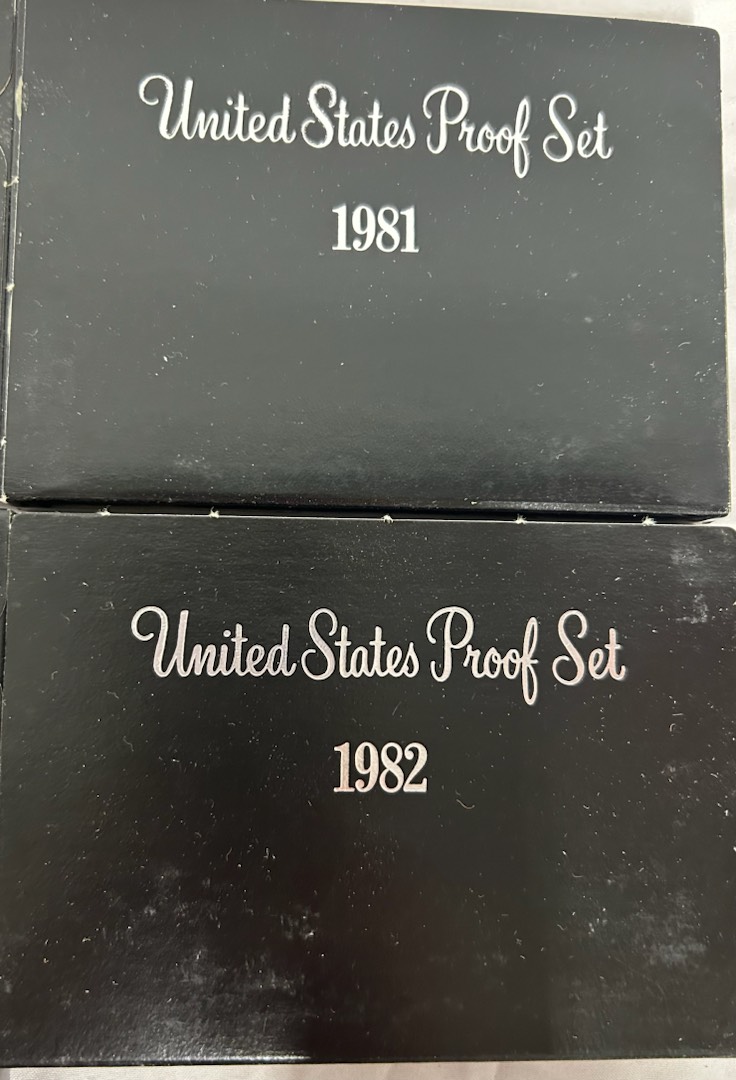 United States Proof Set
1981
United States Proof Set
1982